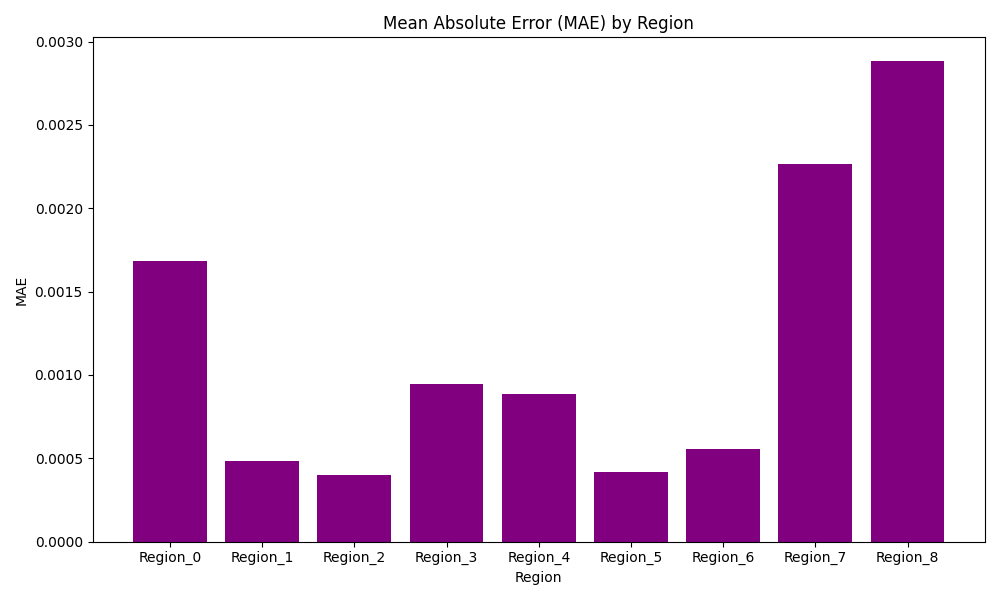 Mean Absolute Error (MAE) by Region
0.0030
0.0025
0.0020
0.0015
0.0010
0.0005
0.0000
MAE
Region_0 Region_1 Region_2 Region_3 Region_4 Region_5 Region_6 Region_7 Region_8
Region